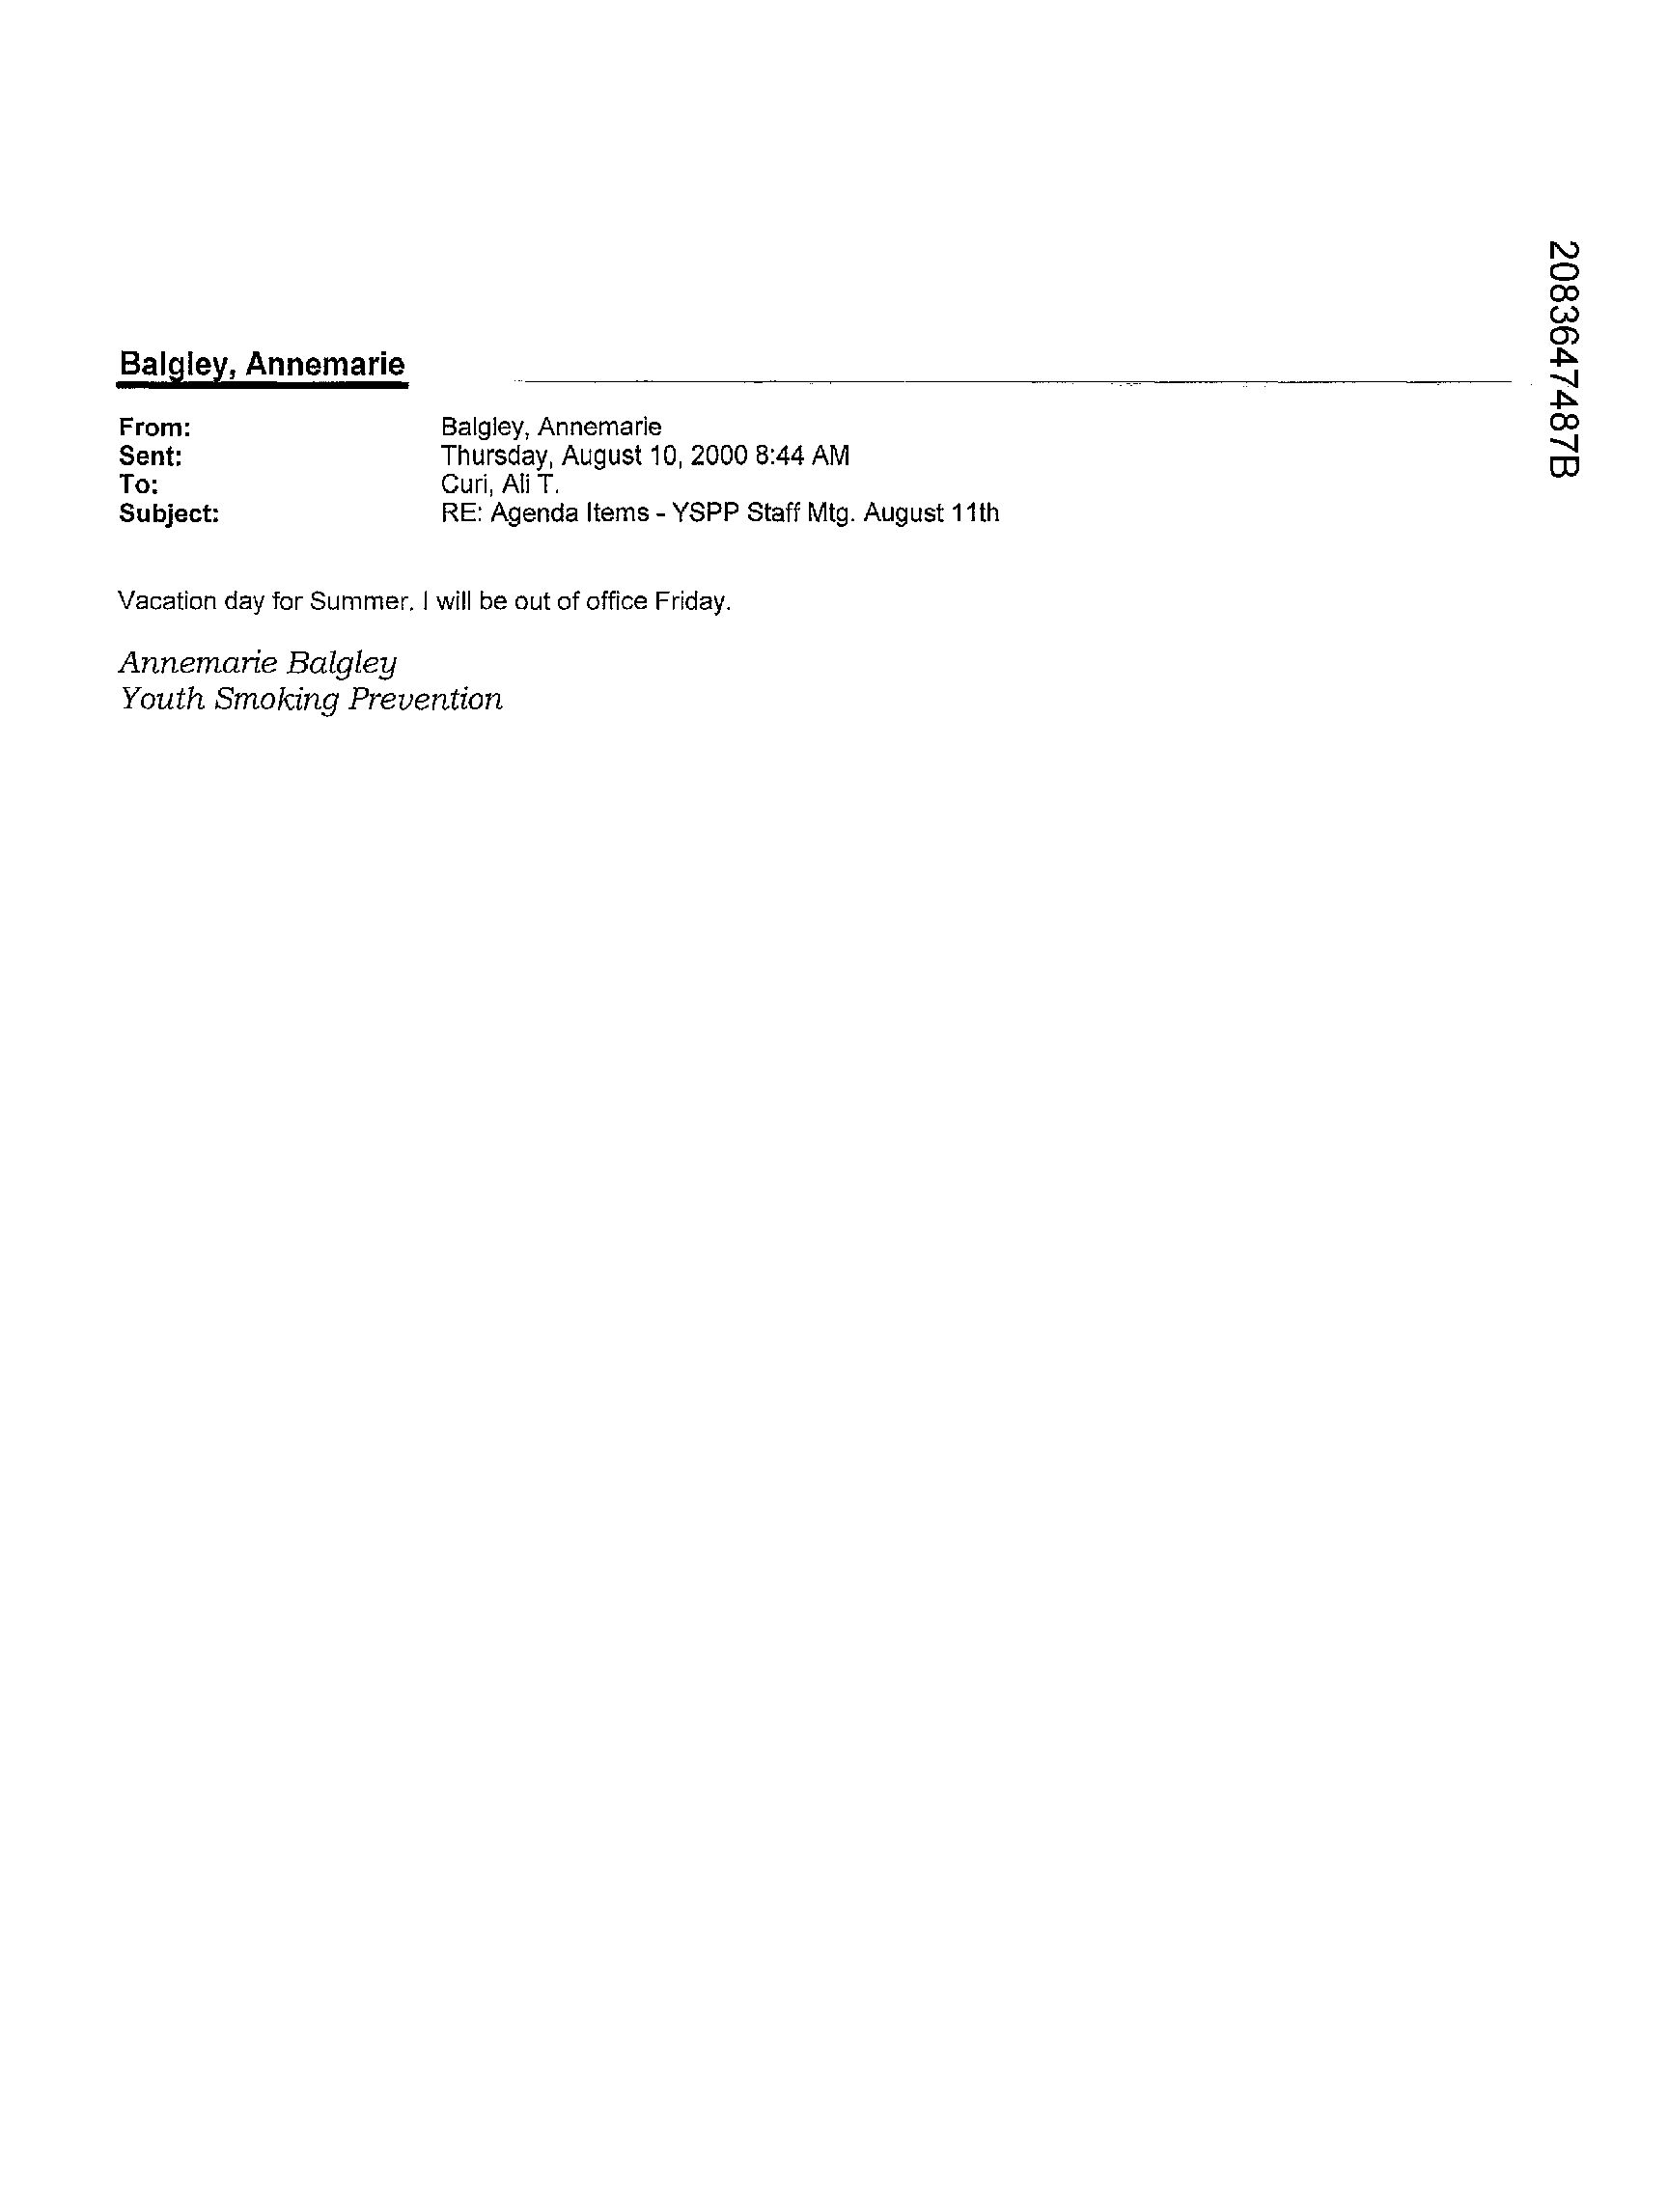 2083647487B
Balgley, Annemarie
From: Balgley, Annemarie
Sent: Thursday, August 10, 2000 8:44 AM
To: Curi, Ali T.
Subject: RE: Agenda Items - YSPP Staff Mtg. August 11th
Vacation day for Summer. I will be out of office Friday.
Annemarie Balgley
Youth Smoking Prevention